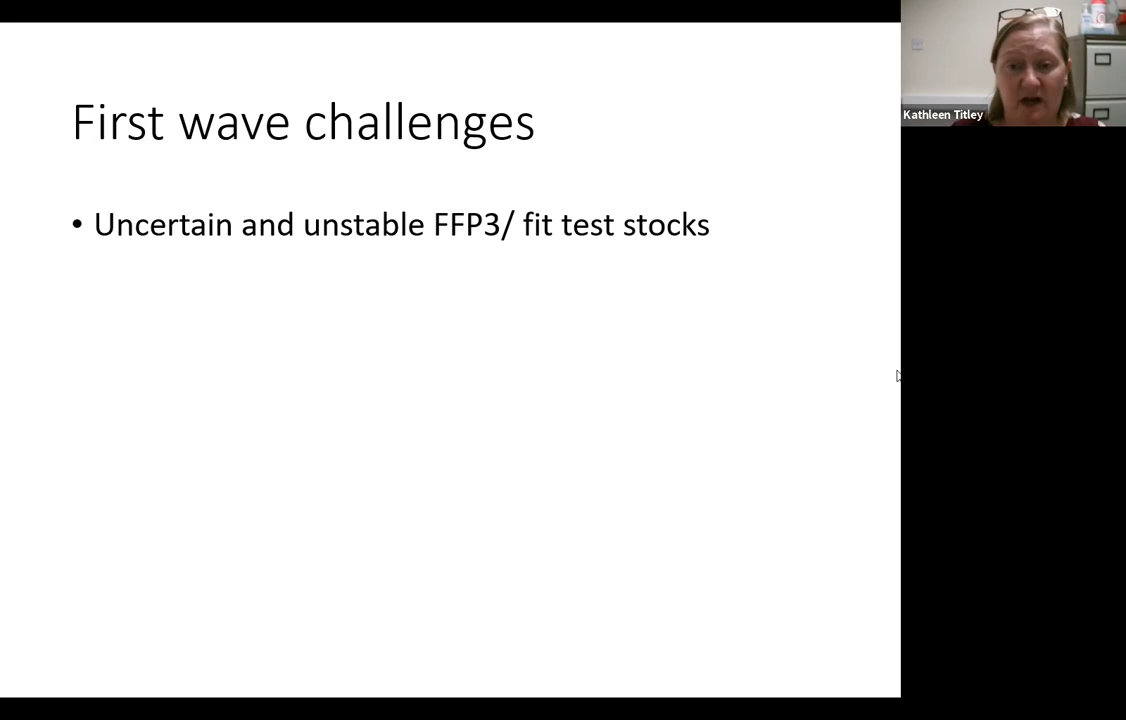 First wave challenges
• Uncertain and unstable FFP3/ fit test stocks
Kathleen Titley